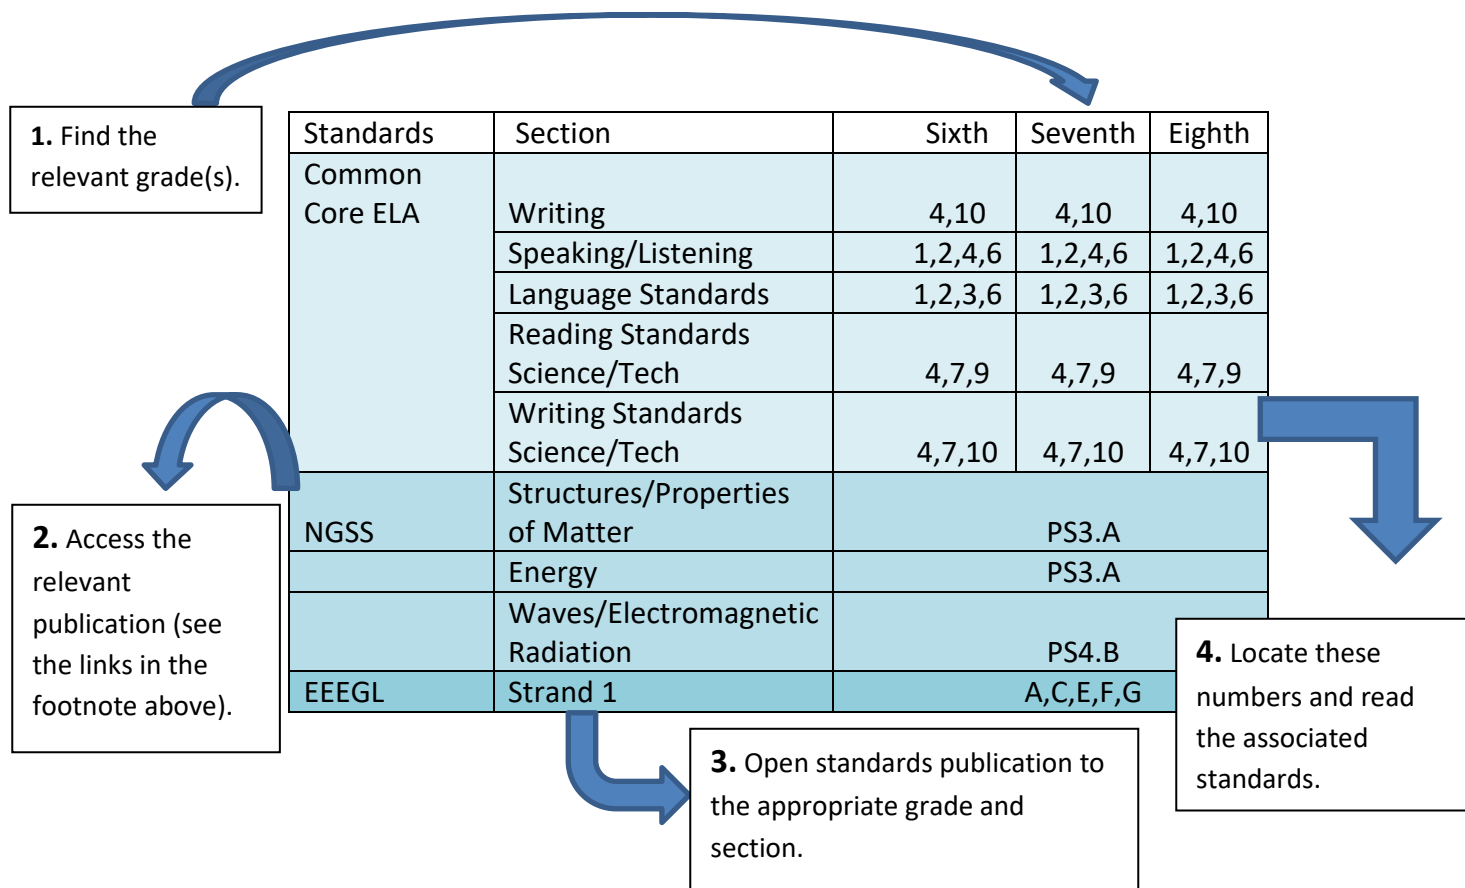 1. Find the
relevant grade(s).
Standards Section Sixth Seventh Eighth
Common
Core ELA Writing 4,10 4,10 4,10
Speaking/Listening 1,2,4,6 1,2,4,6 1,2,4,6
Language Standards 1,2,3,6 1,2,3,6 1,2,3,6
Reading Standards
Science/Tech 4,7,9 4,7,9 4,7,9
Writing Standards
Science/Tech 4,7,10 4,7,10 4,7,10
Structures/Properties
NGSS of Matter PS3.A
Energy PS3.A
Waves/Electromagnetic
Radiation PS4.B
EEEGL Strand 1 A,C,E,F,G
2. Access the
relevant
publication (see
the links in the
footnote above).
3. Open standards publication to
the appropriate grade and
section.
4. Locate these
numbers and read
the associated
standards.